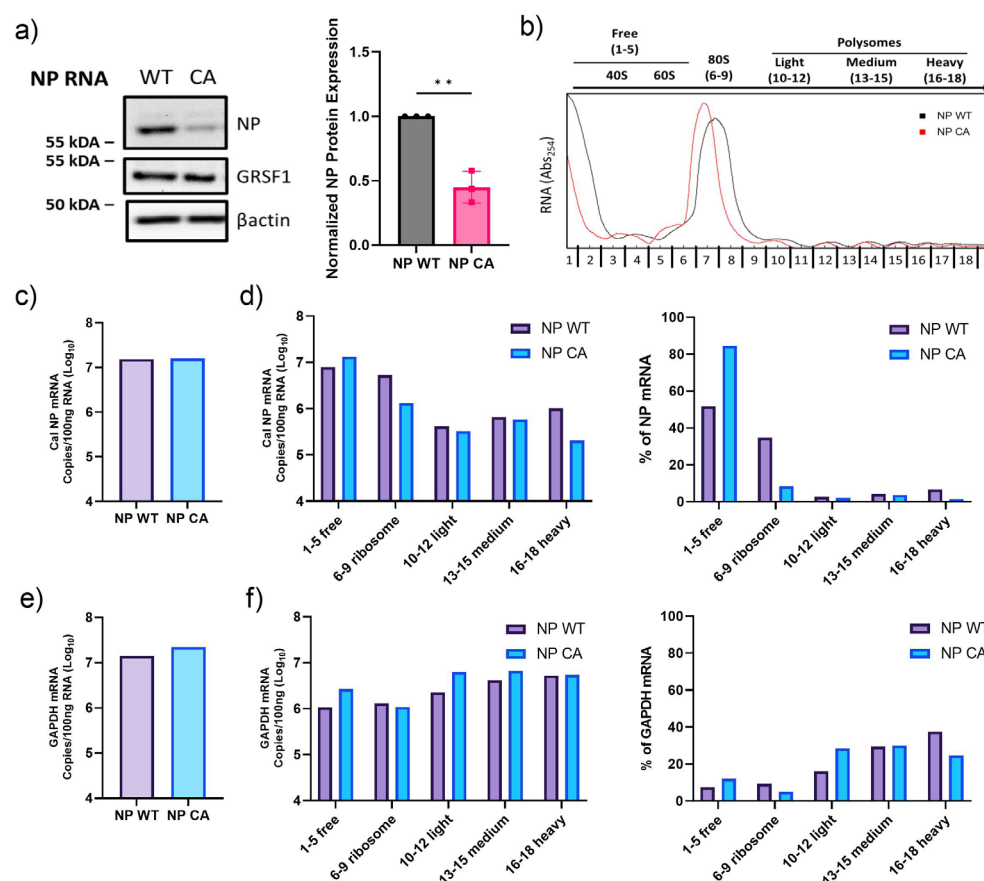 a)
NP RNA
WT CA
NP
55 kDA
55 kDA
GRSF1
50 kDA
βactin
Normalized NP Protein Expression
1.5
1.0
0.5
0.0
**
NP WT NP CA
b)
Free
(1-5)
40S 60S
80S
(6-9)
Polysomes
Light
(10-12)
Medium
(13-15)
Heavy
(16-18)
RNA (Abs254)
NP WT
NP CA
1 2 3 4 5 6 7 8 9 10 11 12 13 14 15 16 17 18
c)
Cal NP mRNA
Copies/100ng RNA (Log10)
8
7
6
5
4
NP WT NP CA
d)
Cal NP mRNA
Copies/100ng RNA (Log10)
8
7
6
5
4
NP WT
NP CA
1-5 free
6-9 ribosome
10-12 light
13-15 medium
16-18 heavy
% of NP mRNA
100
80
60
40
20
0
NP WT
NP CA
1-5 free
6-9 ribosome
10-12 light
13-15 medium
16-18 heavy
e)
GAPDH mRNA
Copies/100ng RNA (Log10)
8
7
6
5
4
NP WT NP CA
f)
GAPDH mRNA
Copies/100ng (Log10)
8
7
6
5
4
NP WT
NP CA
1-5 free
6-9 ribosome
10-12 light
13-15 medium
16-18 heavy
% of GAPDH mRNA
100
80
60
40
20
0
NP WT
NP CA
1-5 free
6-9 ribosome
10-12 light
13-15 medium
16-18 heavy